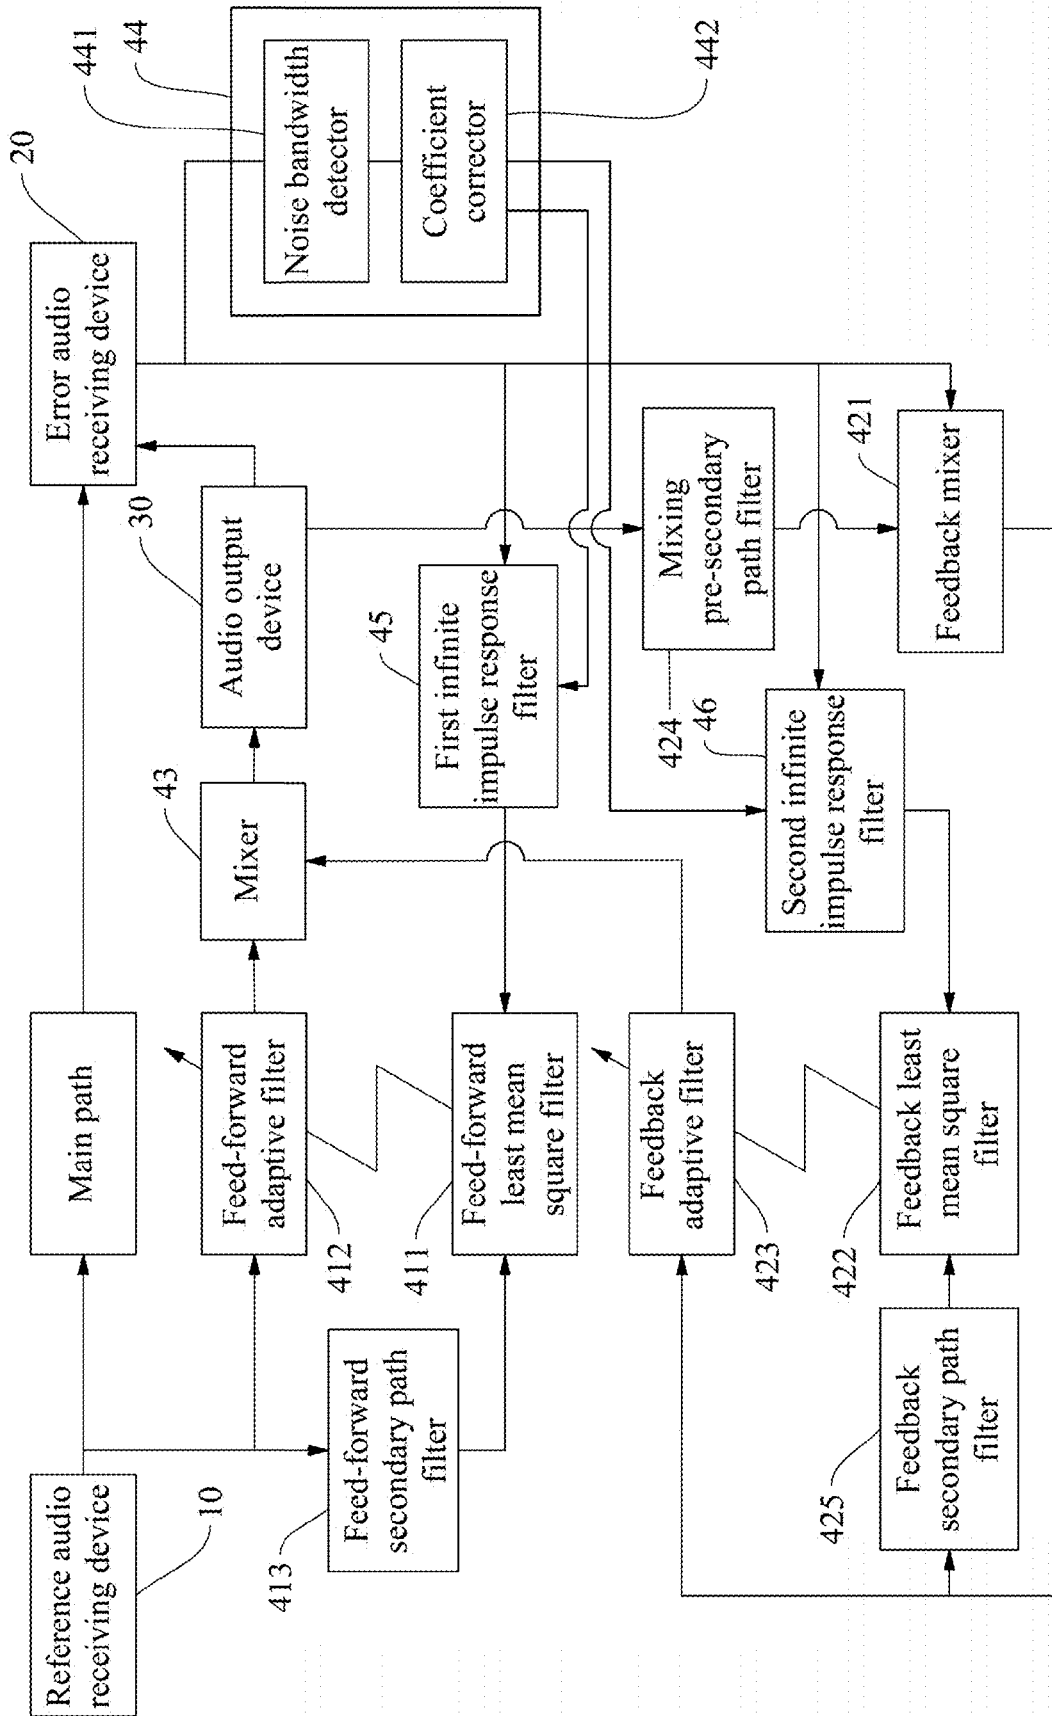 Reference audio
receiving device
10
Main path
Error audio
receiving device
20
Feed-forward
adaptive filter
412
Mixer
43
Audio output
device
30
44
441
Noise bandwidth
detector
Coefficient
corrector
442
Feed-forward
secondary path
filter
413
Feed-forward
least mean
square filter
411
First infinite
impulse response
filter
45
Feedback
adaptive filter
423
Mixing
pre-secondary
path filter
424
Feedback
secondary path
filter
425
Feedback least
mean square
filter
422
Second infinite
impulse response
filter
46
Feedback mixer
421